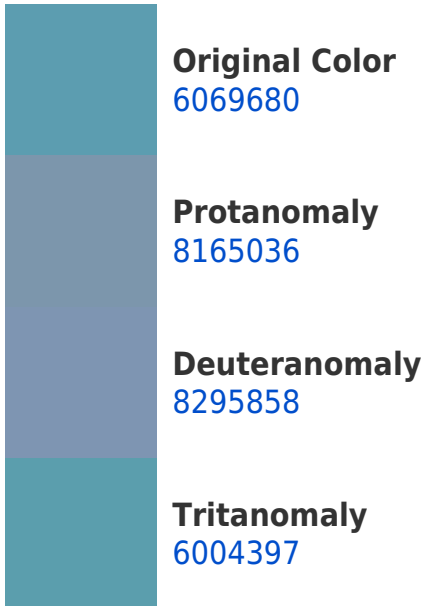 Original Color
6069680
Protanomaly
8165036
Deuteranomaly
8295858
Tritanomaly
6004397